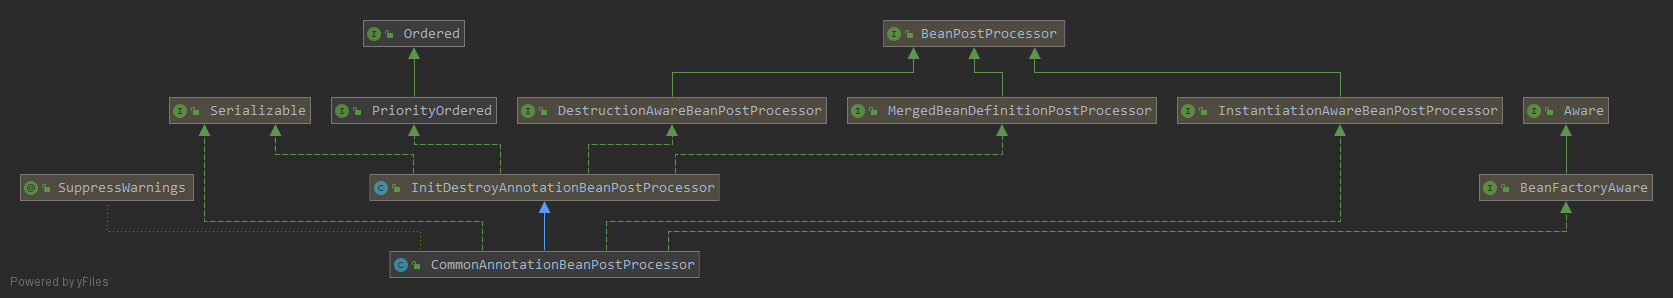 Ordered
BeanPostProcessor
Serializable
PriorityOrdered
DestructionAwareBeanPostProcessor
MergedBeanDefinitionPostProcessor
InstantiationAwareBeanPostProcessor
Aware
SuppressWarnings
InitDestroyAnnotationBeanPostProcessor
BeanFactoryAware
CommonAnnotationBeanPostProcessor
Powered by yFiles